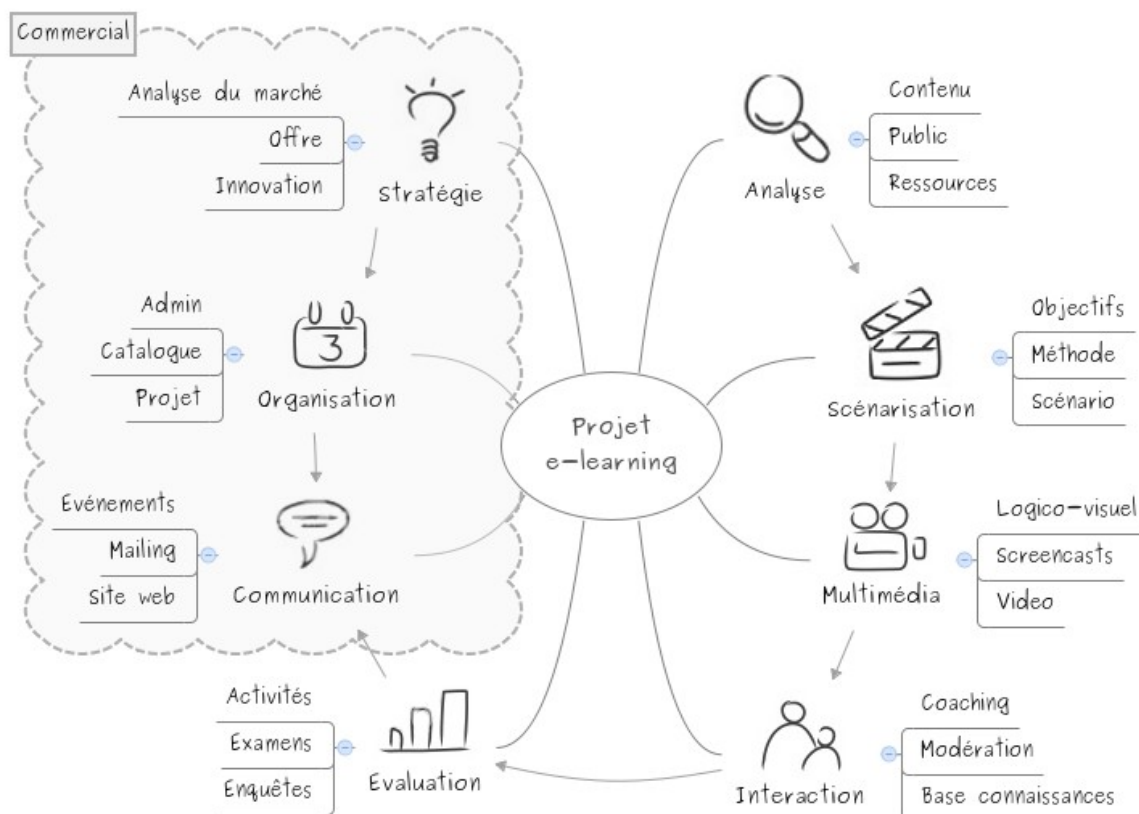 Commercial
Analyse du marché
Offre
Innovation
Stratégie
Admin
Catalogue
Projet
3
Organisation
Evénements
Mailing
Site web
Communication
Activités
Examens
Enquêtes
Evaluation
Projet
e-learning
Analyse
Contenu
Public
Ressources
Scénarisation
Objectifs
Méthode
Scénario
Multimédia
Logico-visuel
Screencasts
Video
Interaction
Coaching
Modération
Base connaissances